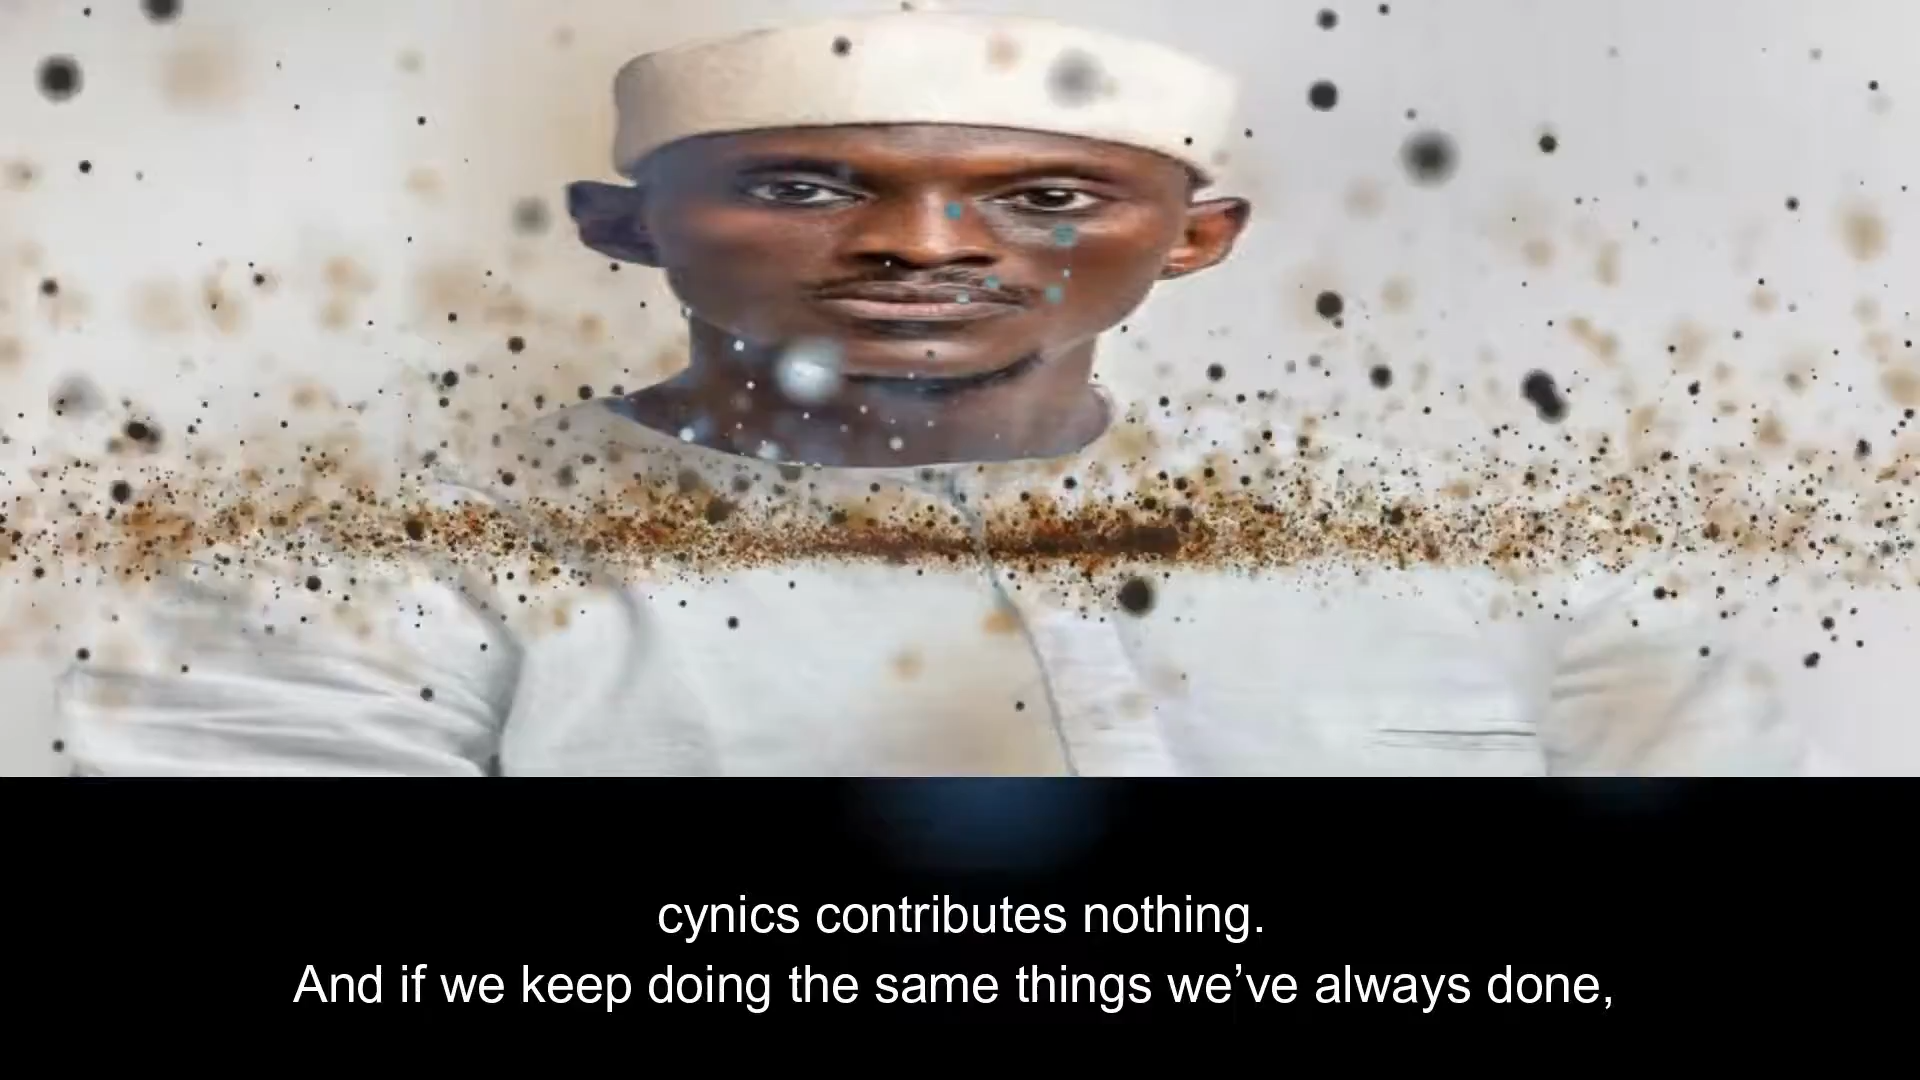 cynics contributes nothing.
And if we keep doing the same things we’ve always done,